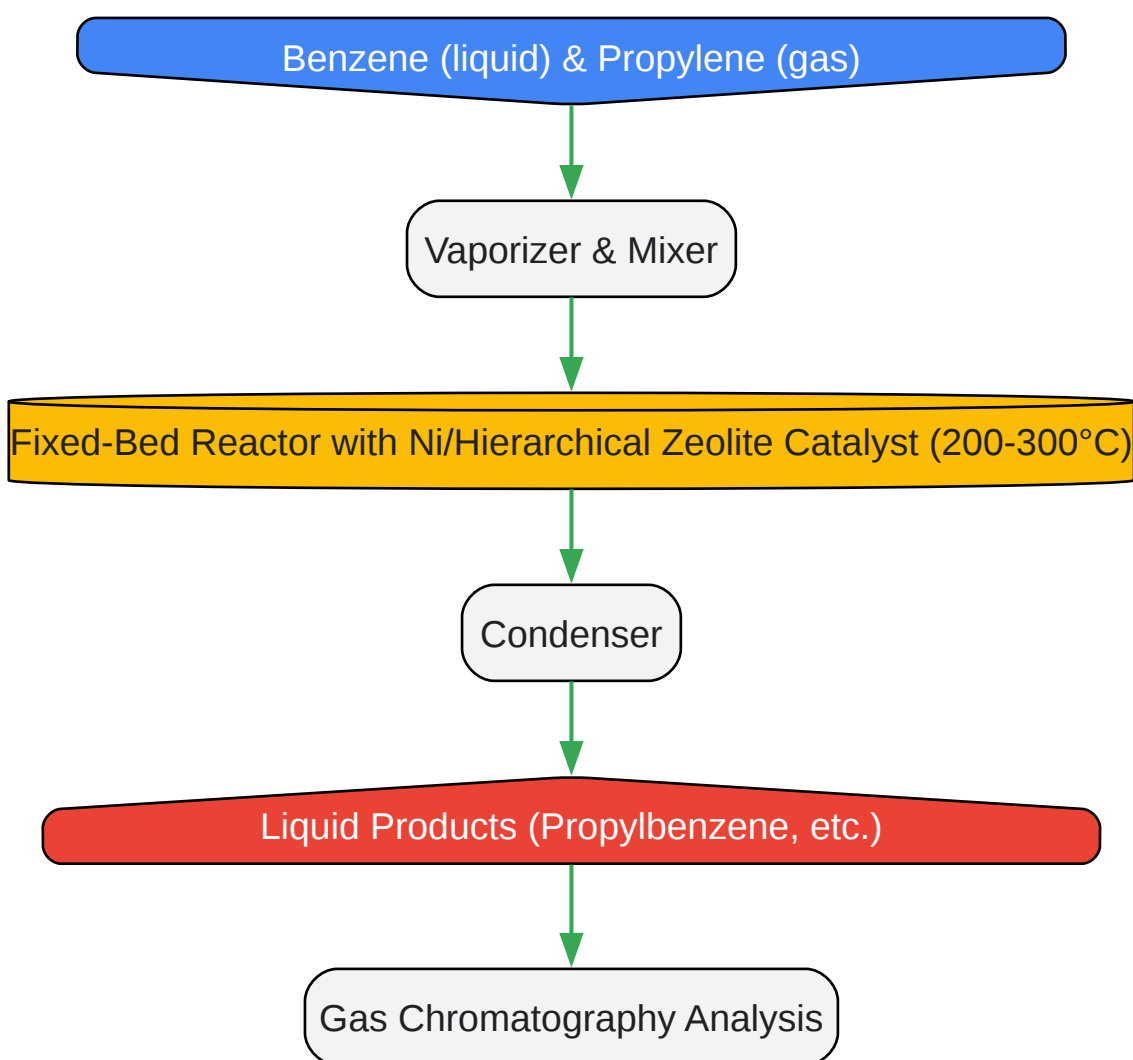 Benzene (liquid) & Propylene (gas)
Vaporizer & Mixer
Fixed-Bed Reactor with Ni/Hierarchical Zeolite Catalyst (200-300°C)
Condenser
Liquid Products (Propylbenzene, etc.)
Gas Chromatography Analysis